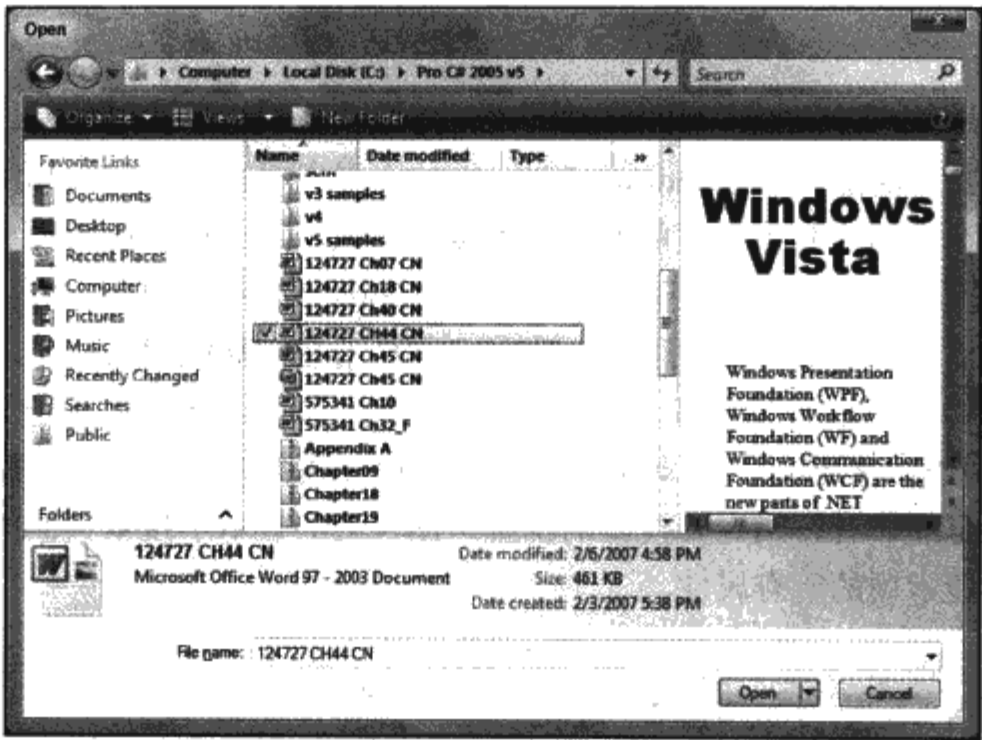 Open
Computer Local Disk (C:) Pro C# 2005 v5
Search
Organize Views New Folder
Favorite Links
Documents
Desktop
Recent Places
Computer
Pictures
Music
Recently Changed
Searches
Public
Folders
Name Date modified Type »
v3 samples
v4
v5 samples
124727 Ch07 CN
124727 Ch18 CN
124727 Ch40 CN
124727 CH44 CN
124727 Ch45 CN
124727 Ch45 CN
575341 Ch10
575341 Ch32_F
Appendix A
Chapter09
Chapter18
Chapter19
Windows
Vista
Windows Presentation
Foundation (WPF),
Windows Workflow
Foundation (WF) and
Windows Communication
Foundation (WCF) are the
new parts of .NET
124727 CH44 CN
Microsoft Office Word 97 - 2003 Document
Date modified: 2/6/2007 4:58 PM
Size: 461 KB
Date created: 2/3/2007 5:38 PM
File name: 124727 CH44 CN
Open Cancel